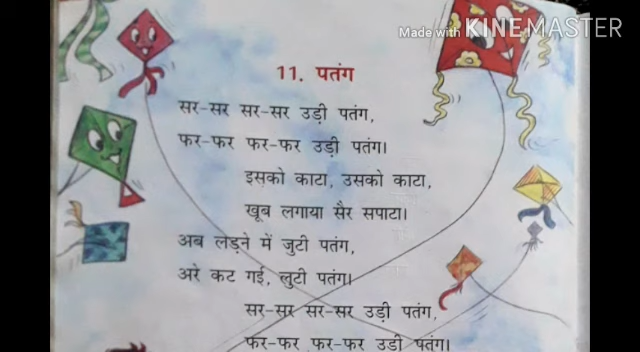 Made with KINEMASTER
11. पतंग
सर-सर सर-सर उड़ी पतंग,
फर-फर फर-फर उड़ी पतंग।
इसको काटा, उसको काटा,
खूब लगाया सैर सपाटा।
अब लड़ने में जुटी पतंग,
अरे कट गई, लुटी पतंग।
सर-सर सर-सर उड़ी पतंग,
फर-फर फर-फर उड़ी पतंग।